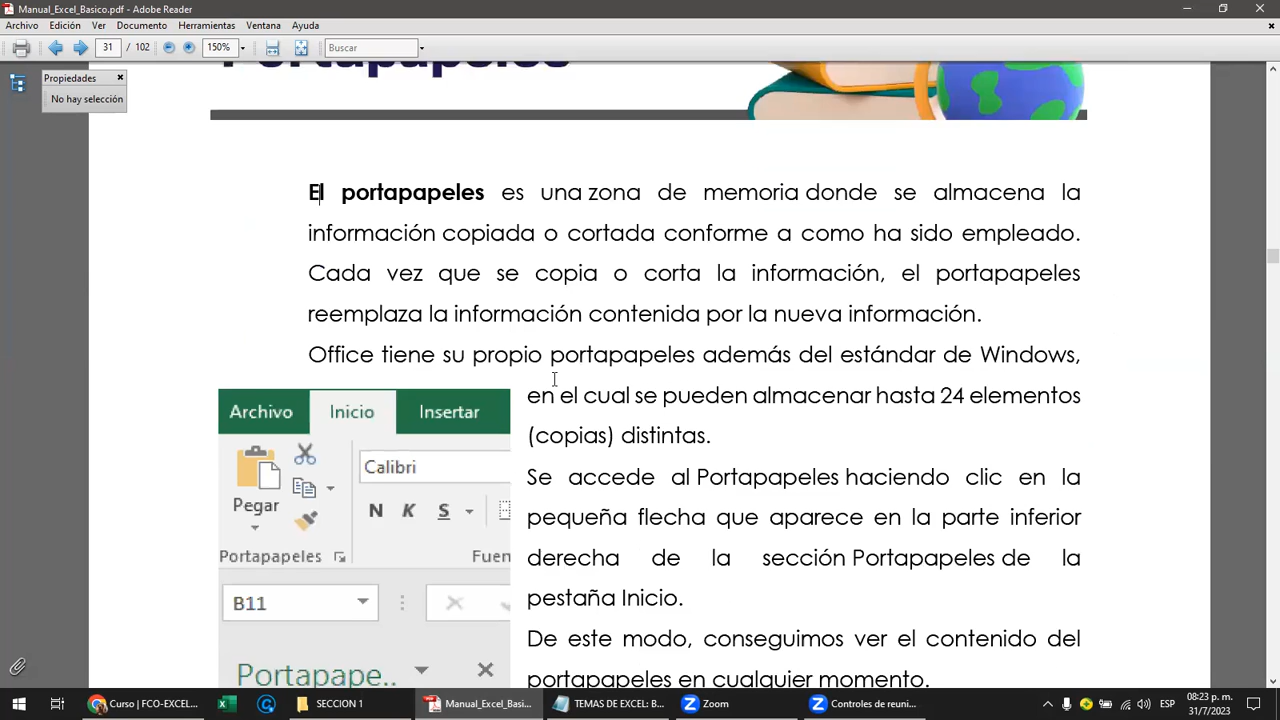 Manual_Excel_Basico.pdf - Adobe Reader
Archivo Edición Ver Documento Herramientas Ventana Ayuda
31 / 102 150% Buscar
Propiedades
No hay selección
Portapapeles
El portapapeles es una zona de memoria donde se almacena la
información copiada o cortada conforme a como ha sido empleado.
Cada vez que se copia o corta la información, el portapapeles
reemplaza la información contenida por la nueva información.
Office tiene su propio portapapeles además del estándar de Windows,
en el cual se pueden almacenar hasta 24 elementos
(copias) distintas.
Se accede al Portapapeles haciendo clic en la
pequeña flecha que aparece en la parte inferior
derecha de la sección Portapapeles de la
pestaña Inicio.
De este modo, conseguimos ver el contenido del
portapapeles en cualquier momento.
Archivo Inicio Insertar
Calibri
Pegar
N K S
Portapapeles Fuen
B11
Portapape..
Curso | FCO-EXCEL... SECCION 1 Manual_Excel_Basi... TEMAS DE EXCEL: B... Zoom Controles de reuni... ESP 08:23 p. m.
31/7/2023